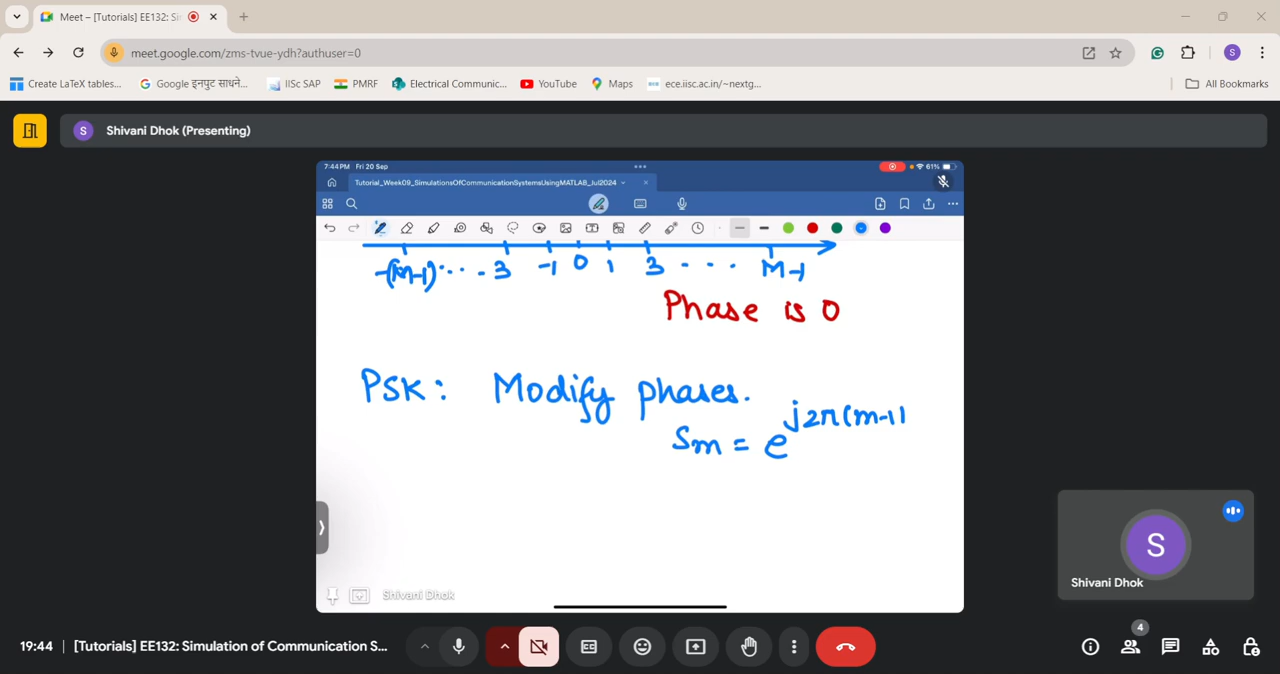 Meet – [Tutorials] EE132: Si
meet.google.com/zms-tvue-ydh?authuser=0
S
Create LaTeX tables...
Google इनपुट साधने...
IISc SAP
PMRF
Electrical Communic...
YouTube
Maps
ece.iisc.ac.in/~nextg...
All Bookmarks
S
Shivani Dhok (Presenting)
7:44 PM Fri 20 Sep
61%
Tutorial_Week09_SimulationsOfCommunicationSystemsUsingMATLAB_Jul2024
-(M-1) ... -3 -1 0 1 3 ... M-1
Phase is 0
PSK: Modify phases.
Sm = e^j2π(m-1)
Shivani Dhok
S
Shivani Dhok
19:44 | [Tutorials] EE132: Simulation of Communication S...
4